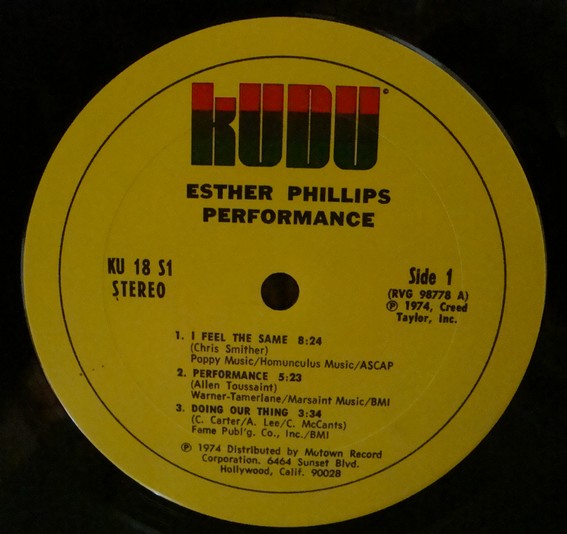 KUDU
ESTHER PHILLIPS
PERFORMANCE
KU 18 S1
STEREO
Side 1
(RVG 98778 A)
℗ 1974, Creed
Taylor, Inc.
1. I FEEL THE SAME 8:24
(Chris Smither)
Poppy Music/Homunculus Music/ASCAP
2. PERFORMANCE 5:23
(Allen Toussaint)
Warner-Tamerlane/Marsaint Music/BMI
3. DOING OUR THING 3:34
(C. Carter/A. Lee/C. McCants)
Fame Publ'g. Co., Inc./BMI
℗ 1974 Distributed by Motown Record
Corporation. 6464 Sunset Blvd.
Hollywood, Calif. 90028